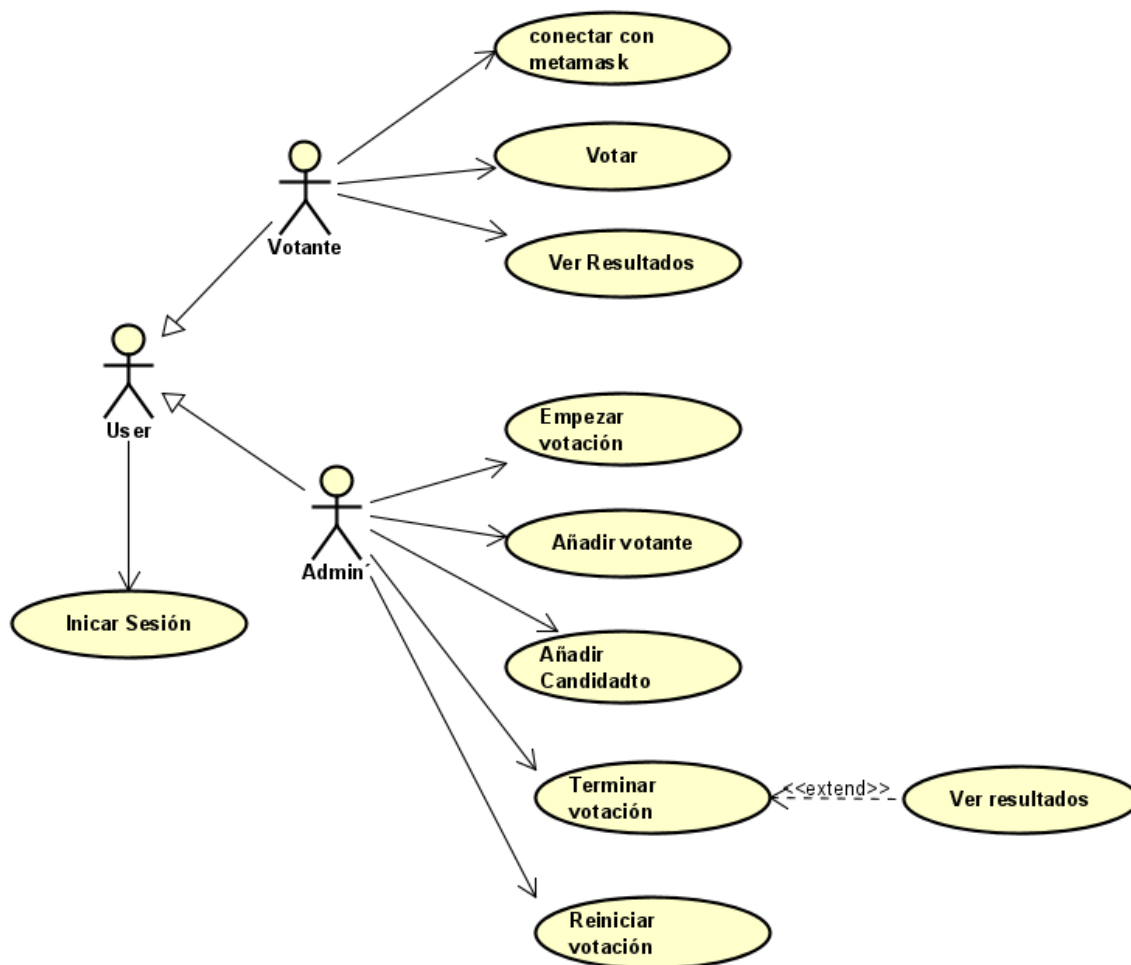 conectar con
metamask
Votar
Votante
Ver Resultados
User
Empezar
votación
Añadir votante
Admin´
Inicar Sesión
Añadir
Candidadto
Terminar
votación
<<extend>>
Ver resultados
Reiniciar
votación